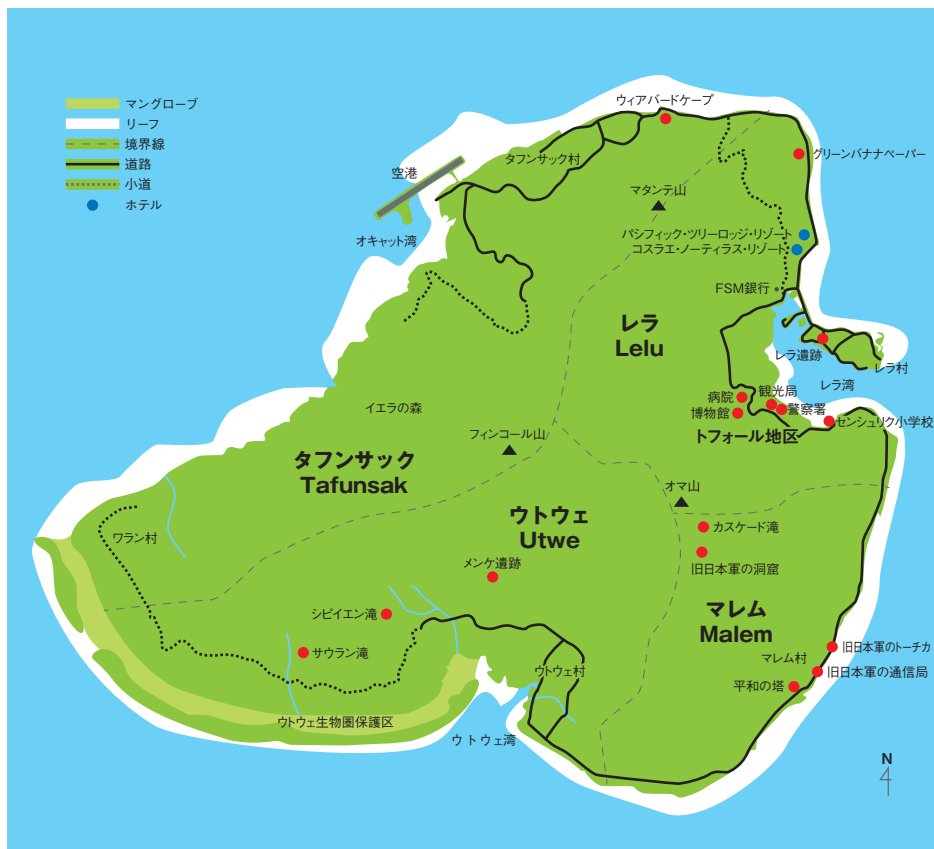 マングローブ
リーフ
境界線
道路
小道
ホテル
ウィアバードケープ
タフンサック村
グリーンバナナペーパー
空港
マタンテ山
オキャット湾
パシフィック・ツリーロッジ・リゾート
コスラエ・ノーティラス・リゾート
FSM銀行
レラ
Lelu
レラ遺跡
レラ村
レラ湾
病院
観光局
博物館
警察署
センシュリク小学校
トフォール地区
イエラの森
フィンコール山
タフンサック
Tafunsak
オマ山
ウトウェ
Utwe
カスケード滝
ワラン村
メンケ遺跡
旧日本軍の洞窟
マレム
Malem
シピイエン滝
サウラン滝
旧日本軍のトーチカ
マレム村
ウトウェ村
旧日本軍の通信局
平和の塔
ウトウェ生物圏保護区
ウトウェ湾
N